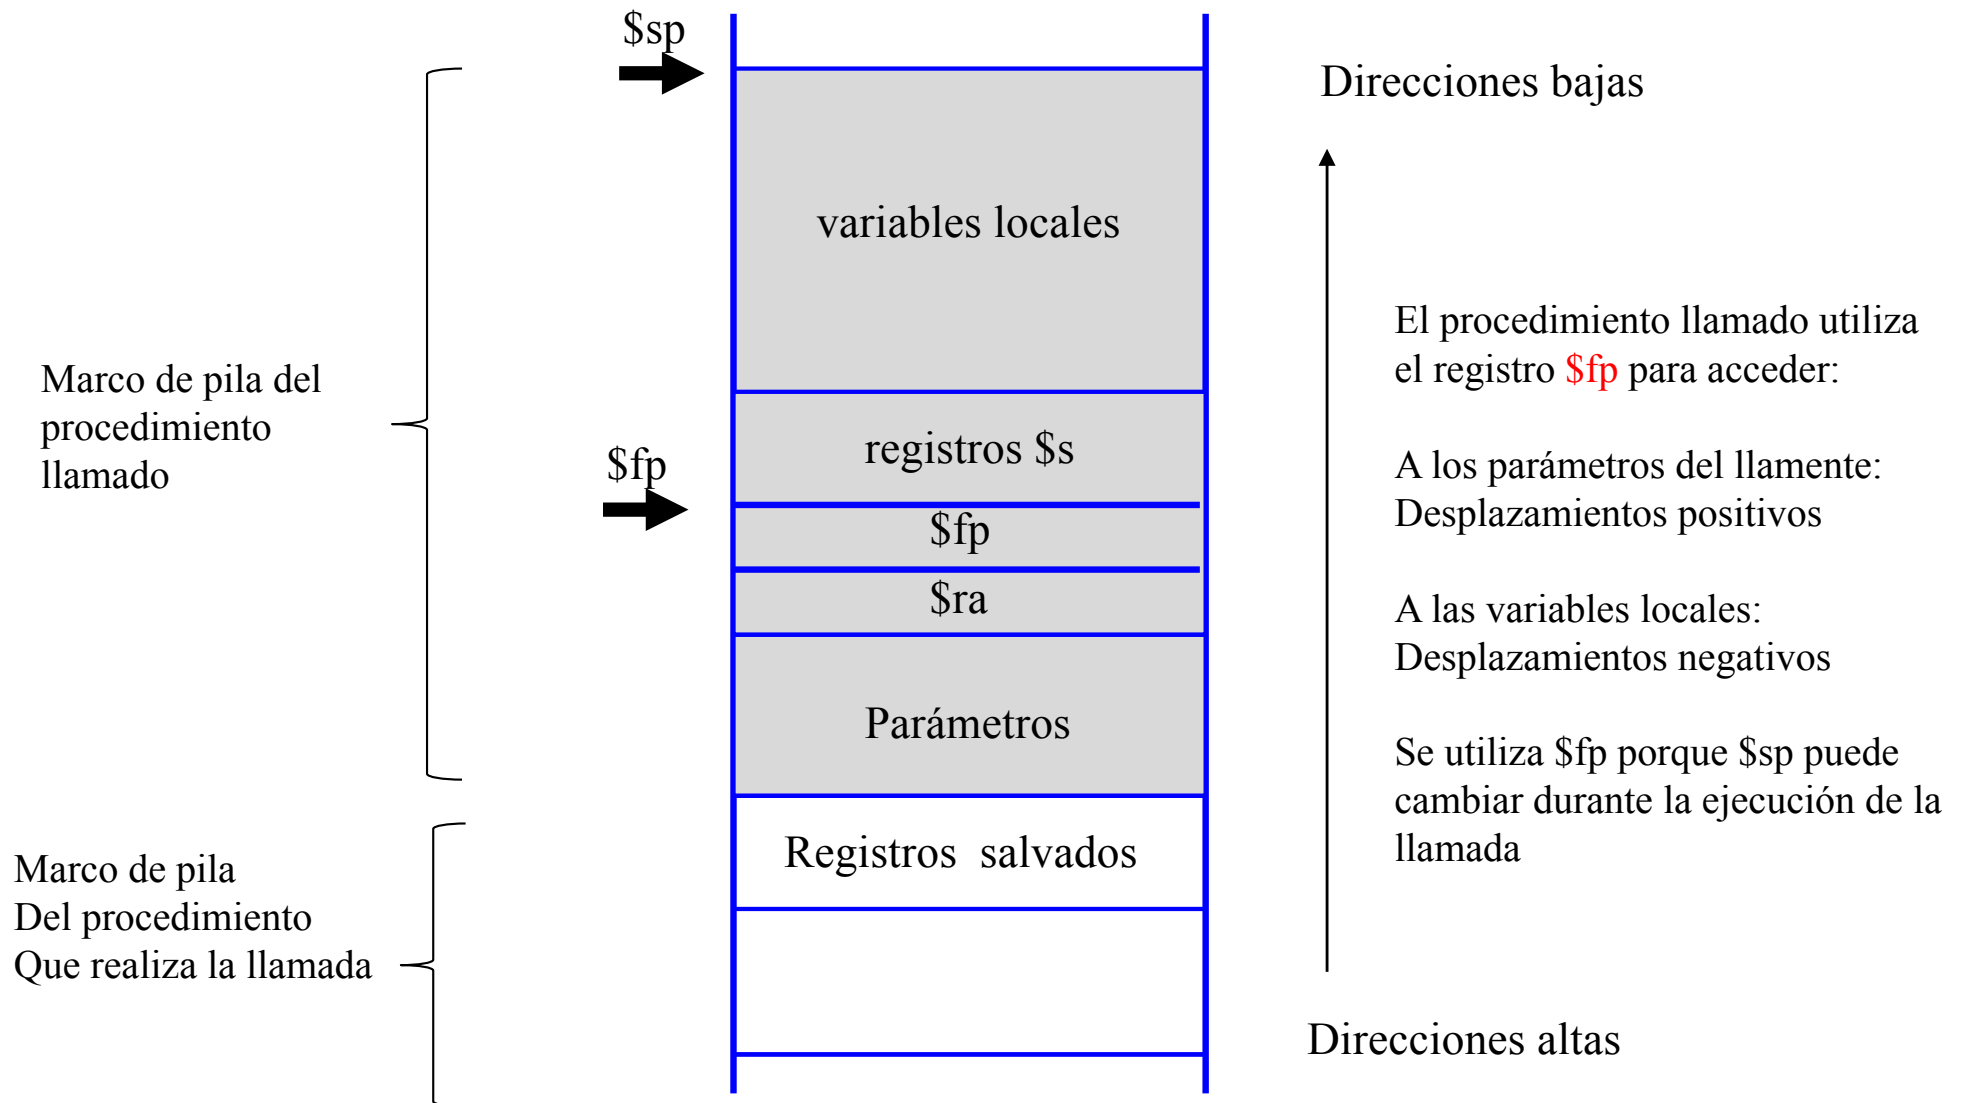 $sp
Direcciones bajas
variables locales
El procedimiento llamado utiliza
el registro $fp para acceder:
Marco de pila del
procedimiento
llamado
registros $s
$fp
A los parámetros del llamente:
Desplazamientos positivos
$fp
$ra
A las variables locales:
Desplazamientos negativos
Parámetros
Se utiliza $fp porque $sp puede
cambiar durante la ejecución de la
llamada
Registros  salvados
Marco de pila
Del procedimiento
Que realiza la llamada
Direcciones altas